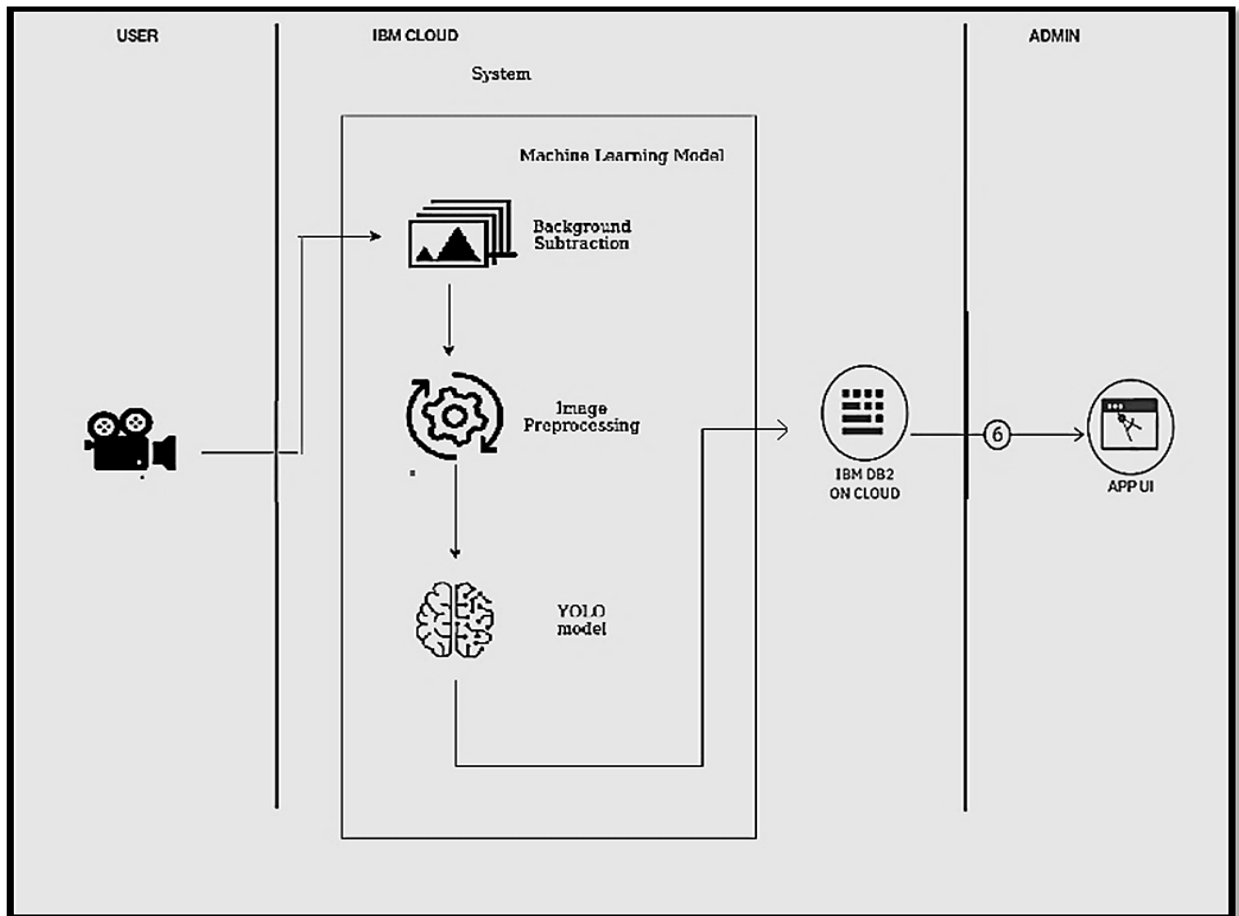 USER
IBM CLOUD
ADMIN
System
Machine Learning Model
Background
Subtraction
Image
Preprocessing
YOLO
model
IBM DB2
ON CLOUD
6
APP UI